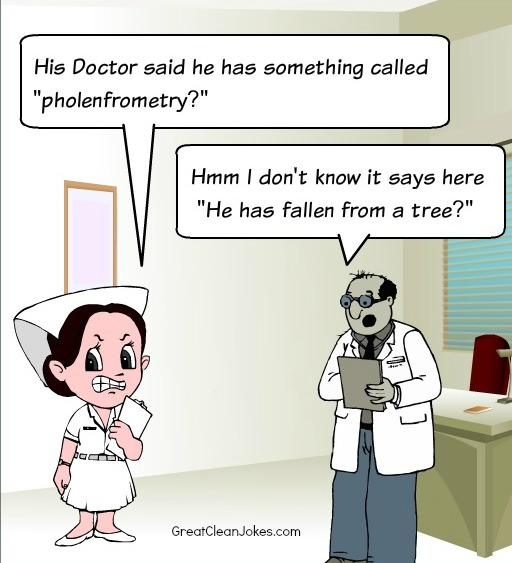 His Doctor said he has something called
"pholenfrometry?"
Hmm I don't know it says here
"He has fallen from a tree?"
GreatCleanJokes.com